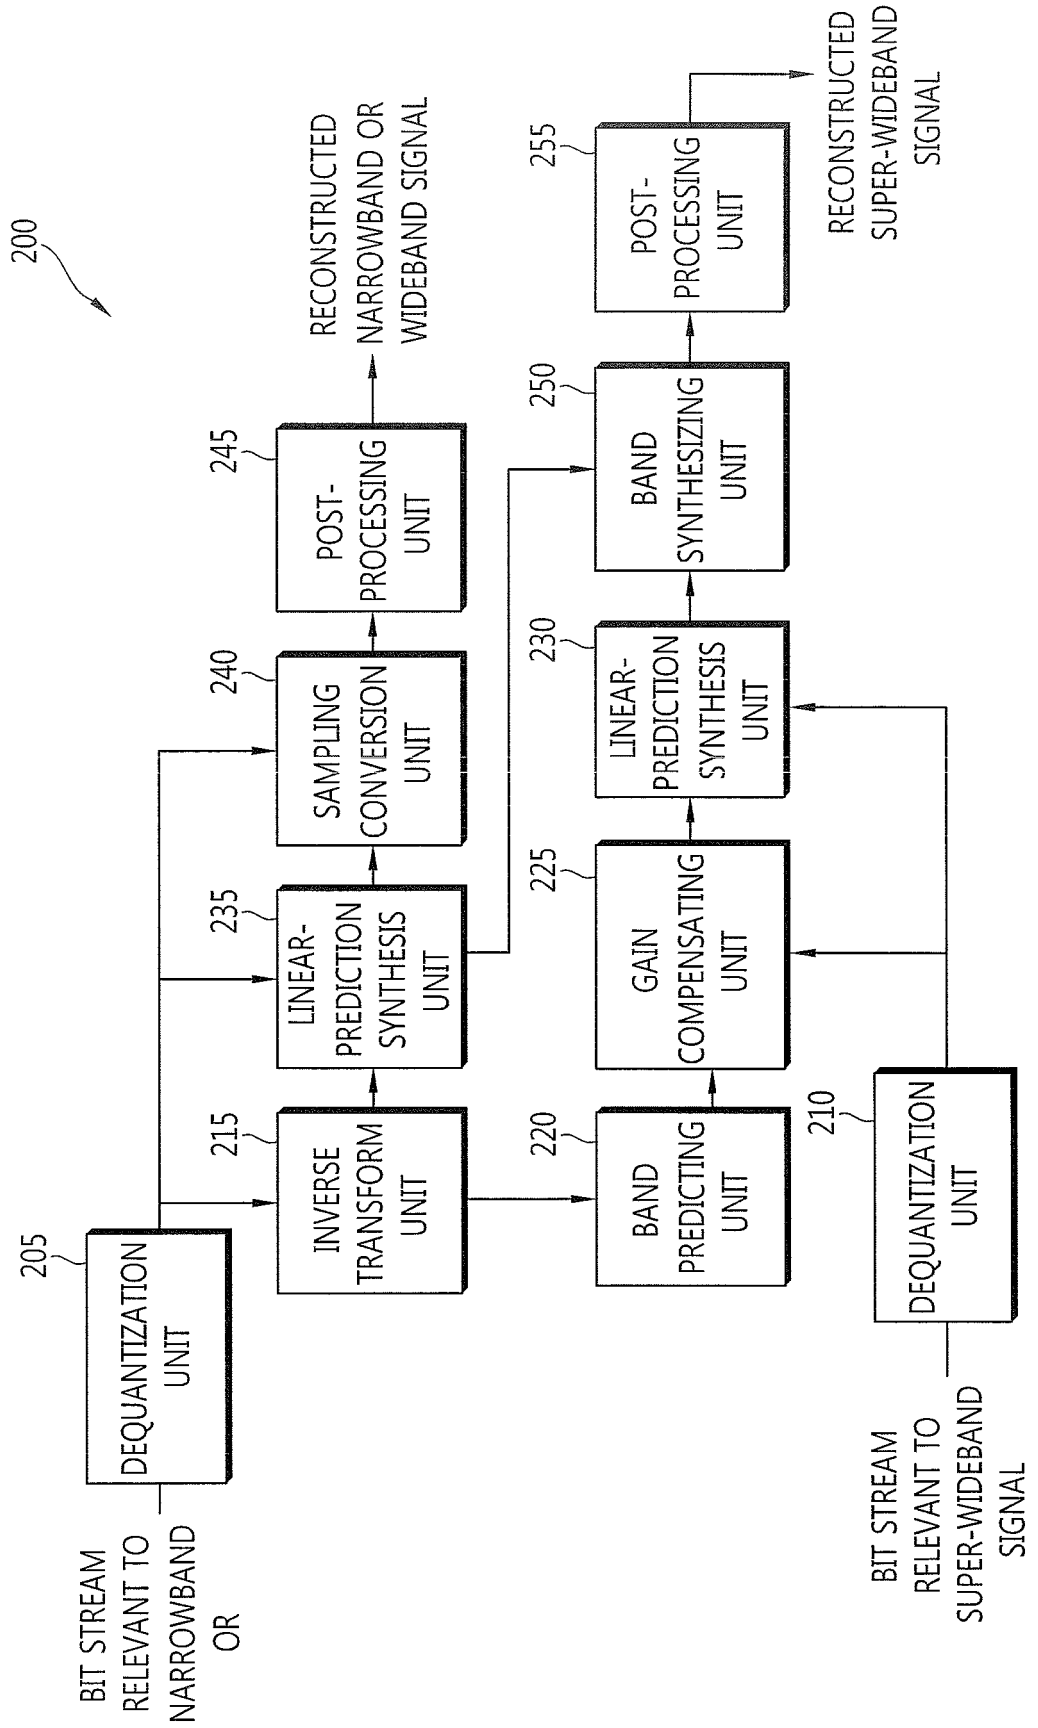 200
BIT STREAM
RELEVANT TO
NARROWBAND
OR
205
DEQUANTIZATION
UNIT
215
INVERSE
TRANSFORM
UNIT
235
LINEAR-
PREDICTION
SYNTHESIS
UNIT
240
SAMPLING
CONVERSION
UNIT
245
POST-
PROCESSING
UNIT
RECONSTRUCTED
NARROWBAND OR
WIDEBAND SIGNAL
220
BAND
PREDICTING
UNIT
225
GAIN
COMPENSATING
UNIT
230
LINEAR-
PREDICTION
SYNTHESIS
UNIT
250
BAND
SYNTHESIZING
UNIT
255
POST-
PROCESSING
UNIT
RECONSTRUCTED
SUPER-WIDEBAND
SIGNAL
BIT STREAM
RELEVANT TO
SUPER-WIDEBAND
SIGNAL
210
DEQUANTIZATION
UNIT